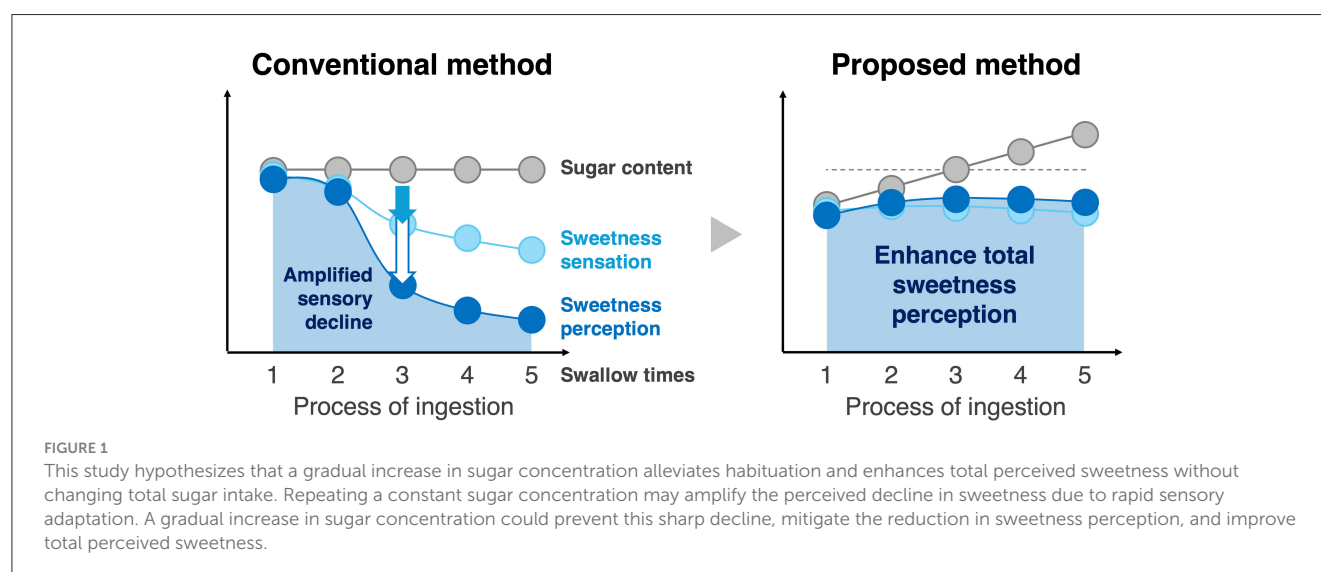 Conventional method
Sugar content
Sweetness
sensation
Amplified
sensory
decline
Sweetness
perception
1 2 3 4 5 Swallow times
Process of ingestion
Proposed method
Enhance total
sweetness
perception
1 2 3 4 5
Process of ingestion
FIGURE 1
This study hypothesizes that a gradual increase in sugar concentration alleviates habituation and enhances total perceived sweetness without
changing total sugar intake. Repeating a constant sugar concentration may amplify the perceived decline in sweetness due to rapid sensory
adaptation. A gradual increase in sugar concentration could prevent this sharp decline, mitigate the reduction in sweetness perception, and improve
total perceived sweetness.